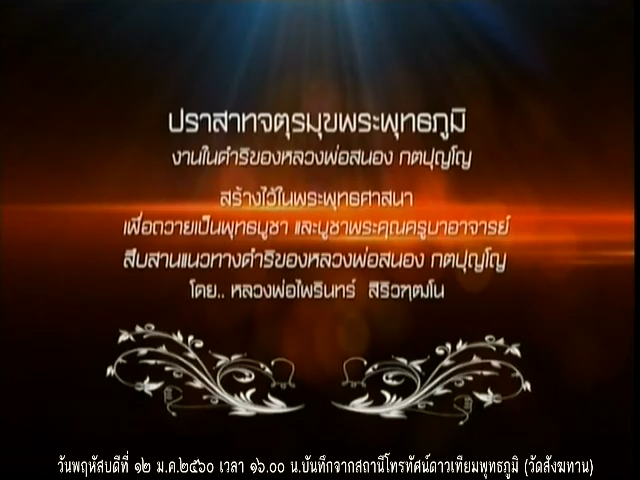 ปราสาทจตุรมุขพระพุทธภูมิ
งานในดำริของหลวงพ่อสนอง กตปุญโญ
สร้างไว้ในพระพุทธศาสนา
เพื่อถวายเป็นพุทธบูชา และบูชาพระคุณครูบาอาจารย์
สืบสานแนวทางดำริของหลวงพ่อสนอง กตปุญโญ
โดย.. หลวงพ่อไพรินทร์ สิริวฑฺฒโน
วันพฤหัสบดีที่ ๑๒ ม.ค.๒๕๖๐ เวลา ๑๖.๐๐ น.บันทึกจากสถานีโทรทัศน์ดาวเทียมพุทธภูมิ (วัดสังฆทาน)